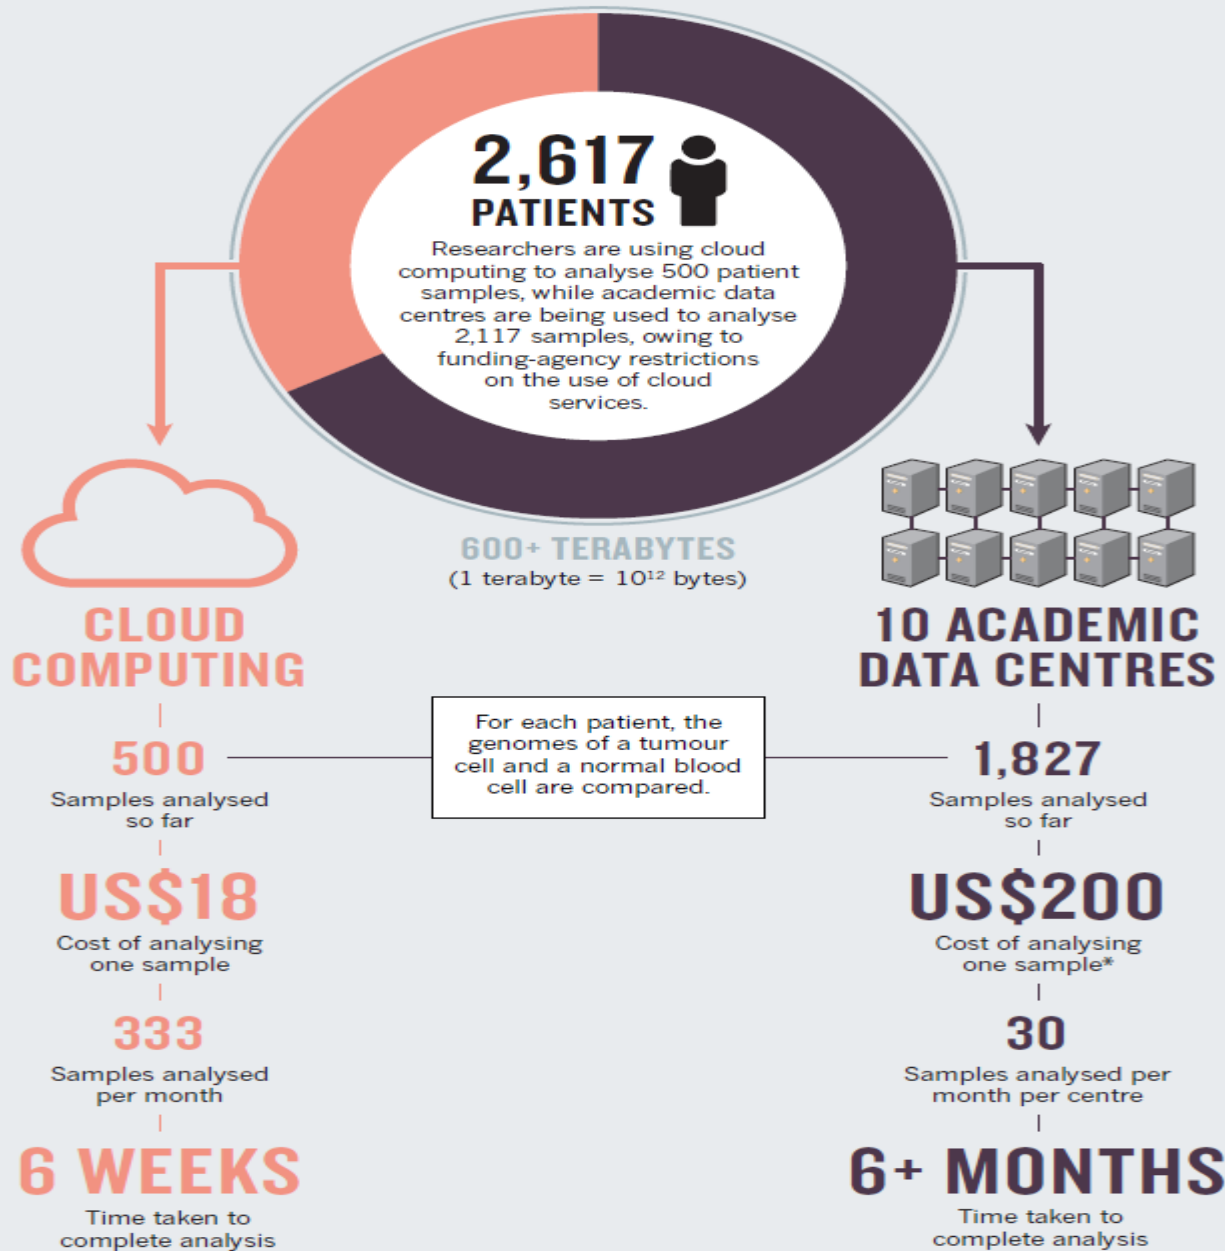 2,617
PATIENTS
Researchers are using cloud
computing to analyse 500 patient
samples, while academic data
centres are being used to analyse
2,117 samples, owing to
funding-agency restrictions
on the use of cloud
services.
600+ TERABYTES
(1 terabyte = 10¹² bytes)
CLOUD
COMPUTING
500
Samples analysed
so far
US$18
Cost of analysing
one sample
333
Samples analysed
per month
6 WEEKS
Time taken to
complete analysis
For each patient, the
genomes of a tumour
cell and a normal blood
cell are compared.
10 ACADEMIC
DATA CENTRES
1,827
Samples analysed
so far
US$200
Cost of analysing
one sample*
30
Samples analysed per
month per centre
6+ MONTHS
Time taken to
complete analysis